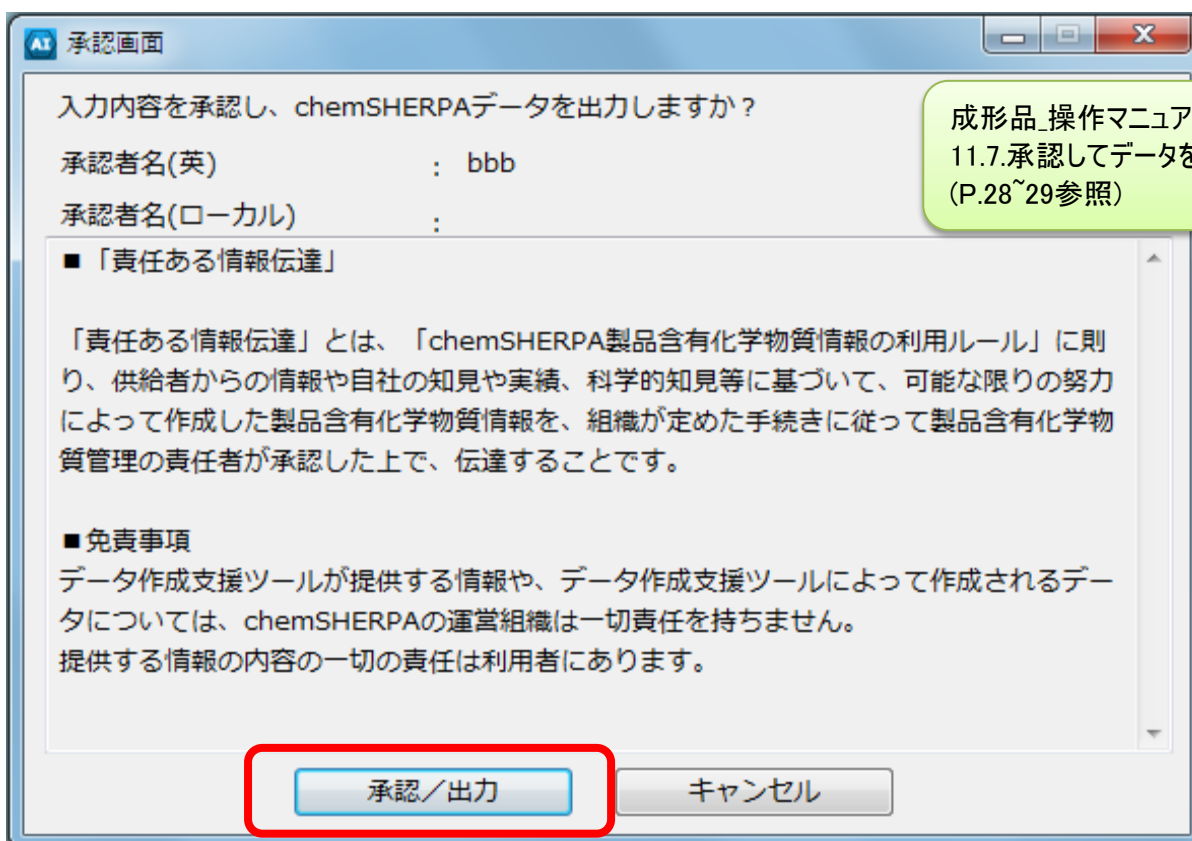 AI 承認画面
入力内容を承認し、chemSHERPAデータを出力しますか？
承認者名(英) : bbb
承認者名(ローカル) :
成形品_操作マニュア
11.7.承認してデータを
(P.28~29参照)
■「責任ある情報伝達」
「責任ある情報伝達」とは、「chemSHERPA製品含有化学物質情報の利用ルール」に則
り、供給者からの情報や自社の知見や実績、科学的知見等に基づいて、可能な限りの努力
によって作成した製品含有化学物質情報を、組織が定めた手続きに従って製品含有化学物
質管理の責任者が承認した上で、伝達することです。
■免責事項
データ作成支援ツールが提供する情報や、データ作成支援ツールによって作成されるデー
タについては、chemSHERPAの運営組織は一切責任を持ちません。
提供する情報の内容の一切の責任は利用者にあります。
承認／出力
キャンセル